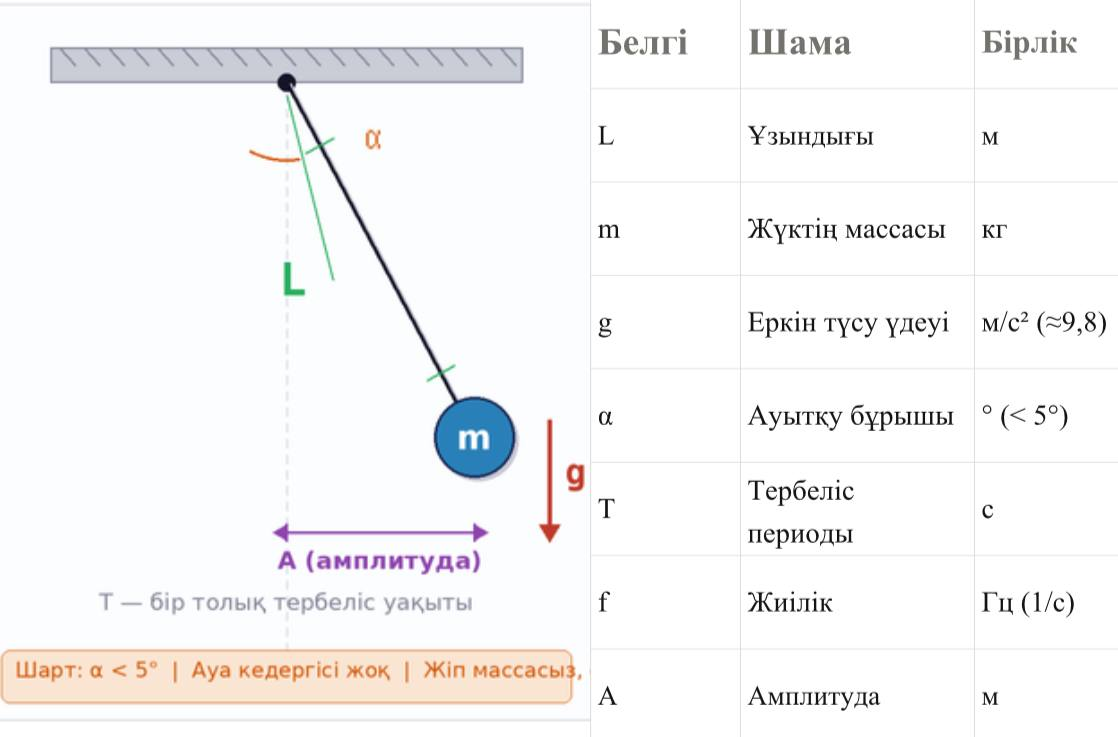 α
L
m
g
A (амплитуда)
T — бір толық тербеліс уақыты
Шарт: α < 5° | Ауа кедергісі жоқ | Жіп массасыз,
Белгі Шама Бірлік
L Ұзындығы м
m Жүктің массасы кг
g Еркін түсу үдеуі м/с² (≈9,8)
α Ауытқу бұрышы ° (< 5°)
T Тербеліс периоды с
f Жиілік Гц (1/с)
A Амплитуда м